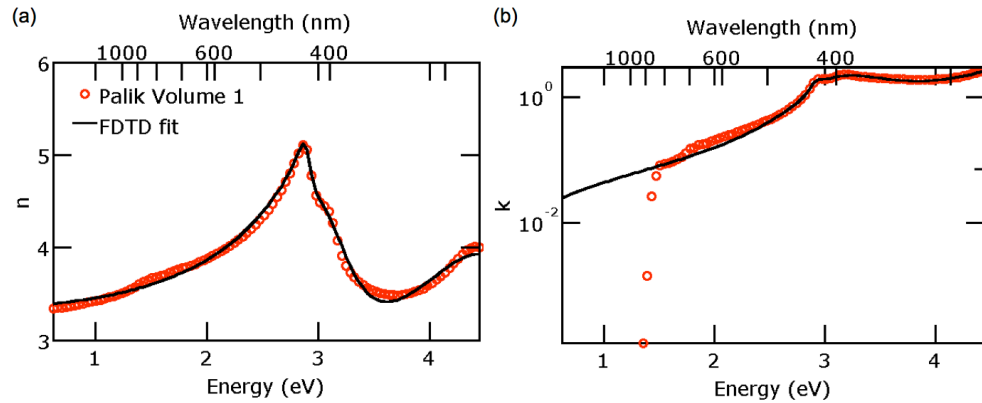 (a)
Wavelength (nm)
1000 600 400
6
5
4
3
n
Palik Volume 1
FDTD fit
1 2 3 4
Energy (eV)
(b)
Wavelength (nm)
1000 600 400
10^0
10^-2
k
1 2 3 4
Energy (eV)